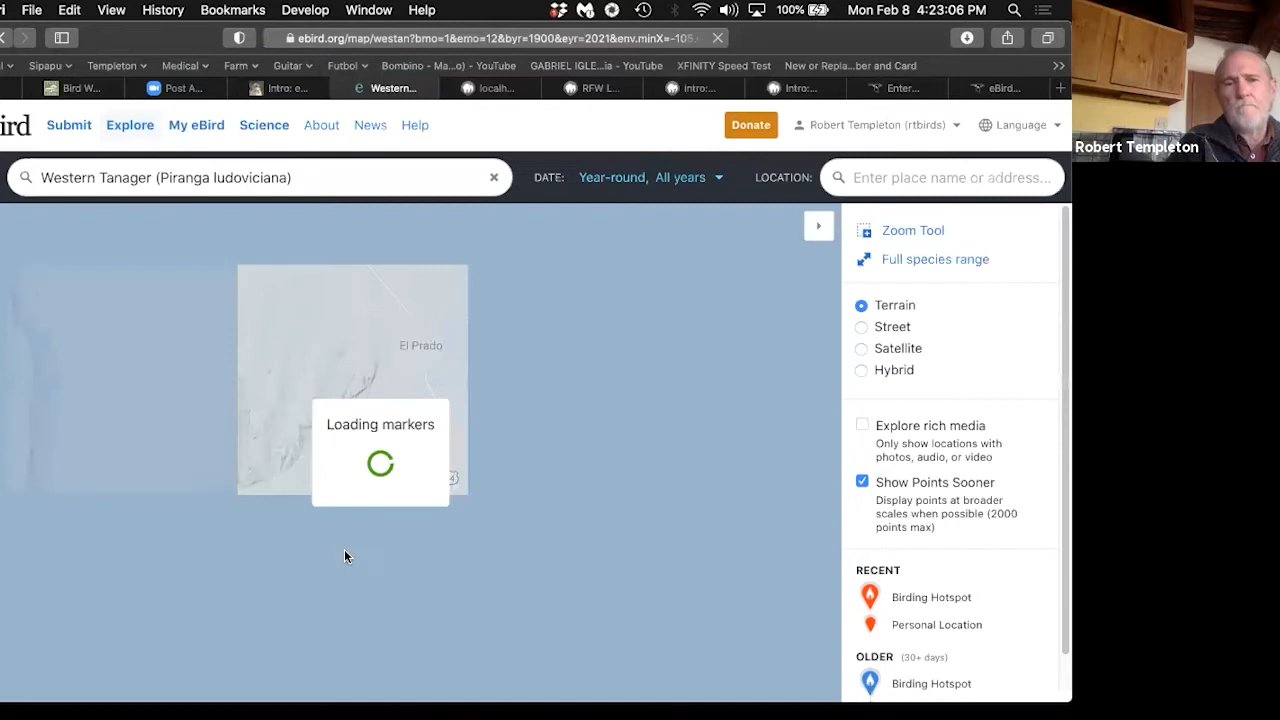 ri File Edit View History Bookmarks Develop Window Help 100% Mon Feb 8 4:23:06 PM
ebird.org/map/westan?bmo=1&emo=12&byr=1900&eyr=2021&env.minX=-105.
Sipapu Templeton Medical Farm Guitar Futbol Bombino - Ma...o) - YouTube GABRIEL IGLE...ia - YouTube XFINITY Speed Test New or Repla...ber and Card >>
Bird W... Post A... Intro: e... Western... localh... RFW L... intro:... Intro:... Enter... eBird...
ird Submit Explore My eBird Science About News Help Donate Robert Templeton (rtbirds) Language
Robert Templeton
Western Tanager (Piranga ludoviciana) DATE: Year-round, All years LOCATION: Enter place name or address...
Zoom Tool
Full species range
Terrain
Street
Satellite
Hybrid
El Prado
Loading markers
4
Explore rich media
Only show locations with
photos, audio, or video
Show Points Sooner
Display points at broader
scales when possible (2000
points max)
RECENT
Birding Hotspot
Personal Location
OLDER (30+ days)
Birding Hotspot